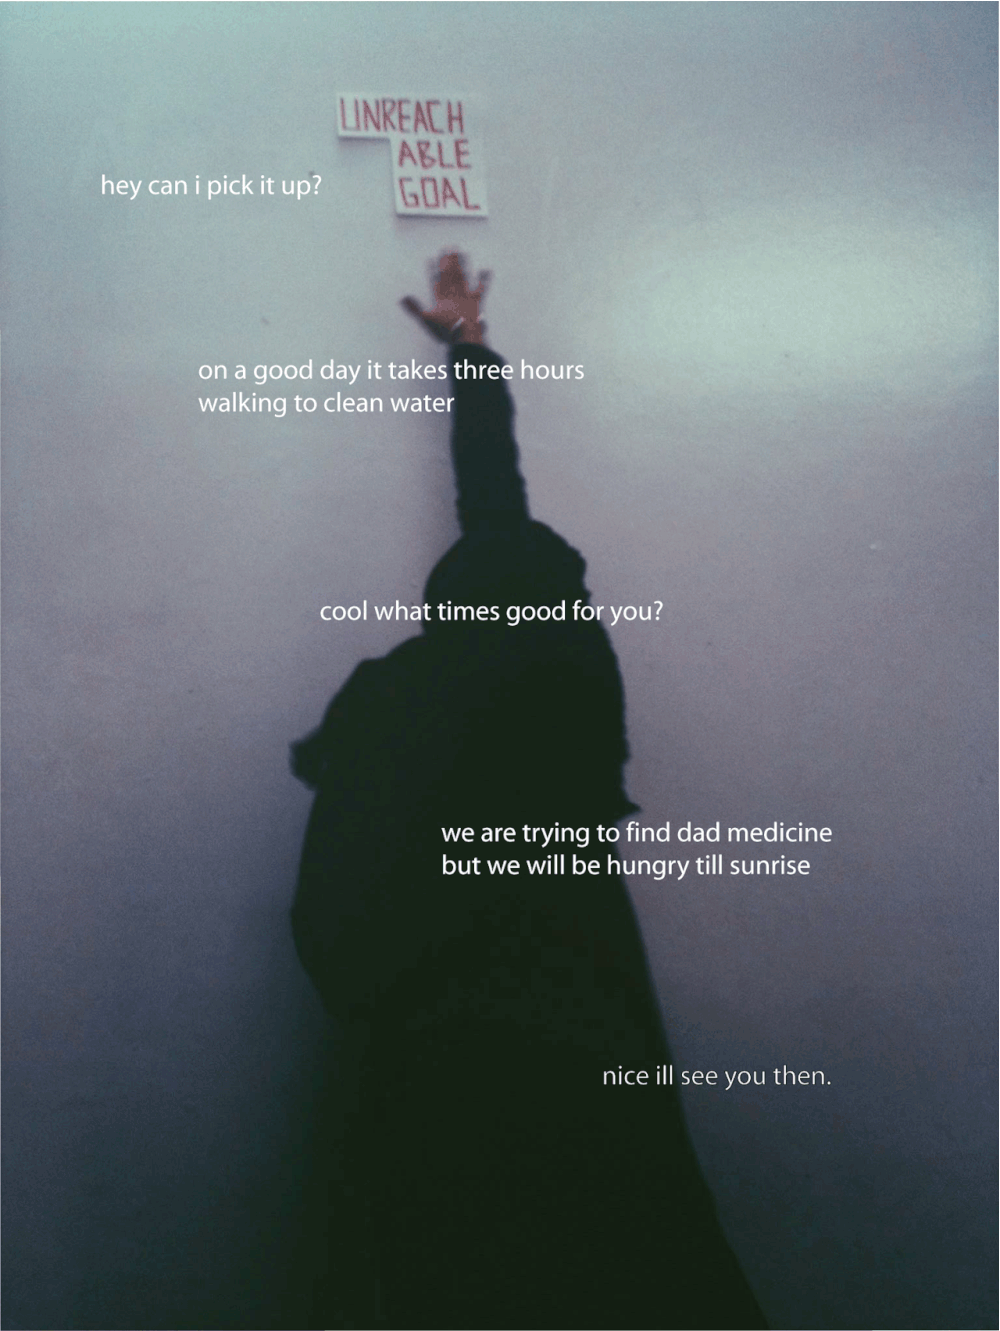 UNREACH
ABLE
GOAL
hey can i pick it up?
on a good day it takes three hours
walking to clean water
cool what times good for you?
we are trying to find dad medicine
but we will be hungry till sunrise
nice ill see you then.